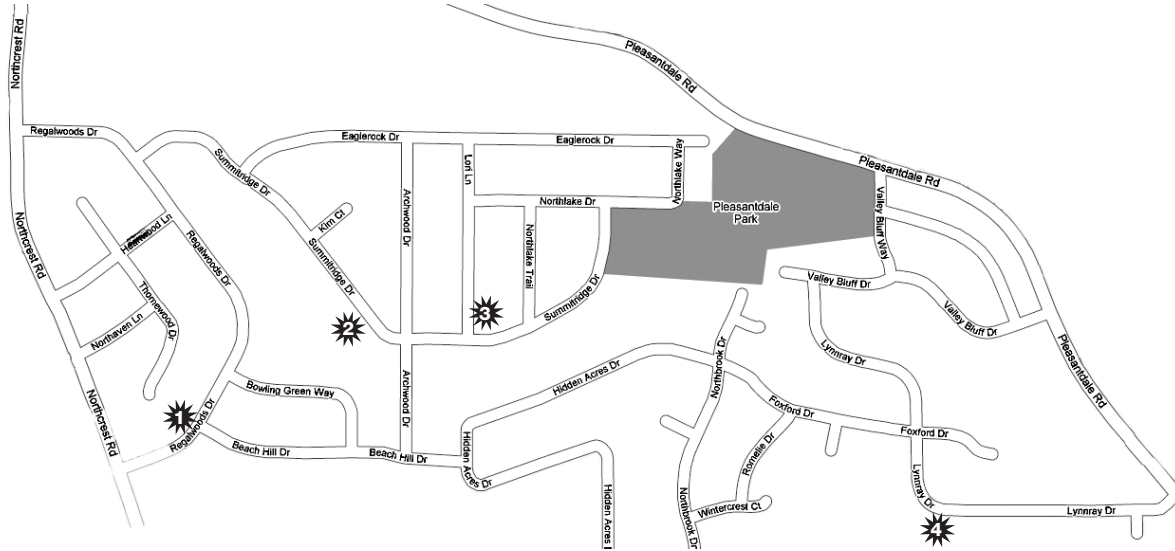 Northcrest Rd
Pleasantdale Rd
Regalwoods Dr
Eaglerock Dr
Eaglerock Dr
Summitridge Dr
Lori Ln
Northlake Way
Pleasantdale Rd
Archwood Dr
Northlake Dr
Pleasantdale
Park
Valley Bluff Way
Kim Ct
Northcrest Rd
Regalwoods Dr
Summitridge Dr
Northlake Trail
Summitridge Dr
Valley Bluff Dr
Thornewood Dr
Northaven Ln
Valley Bluff Dr
3
2
Lynnray Dr
Northbrook Dr
Pleasantdale Rd
Hidden Acres Dr
Bowling Green Way
Archwood Dr
Northcrest Rd
1
Regalwoods Dr
Foxford Dr
Foxford Dr
Romelle Dr
Beach Hill Dr
Beach Hill Dr
Hidden Acres Dr
Hidden Acres D
Northbrook Dr
Wintercrest Ct
Lynnray Dr
Lynnray Dr
4